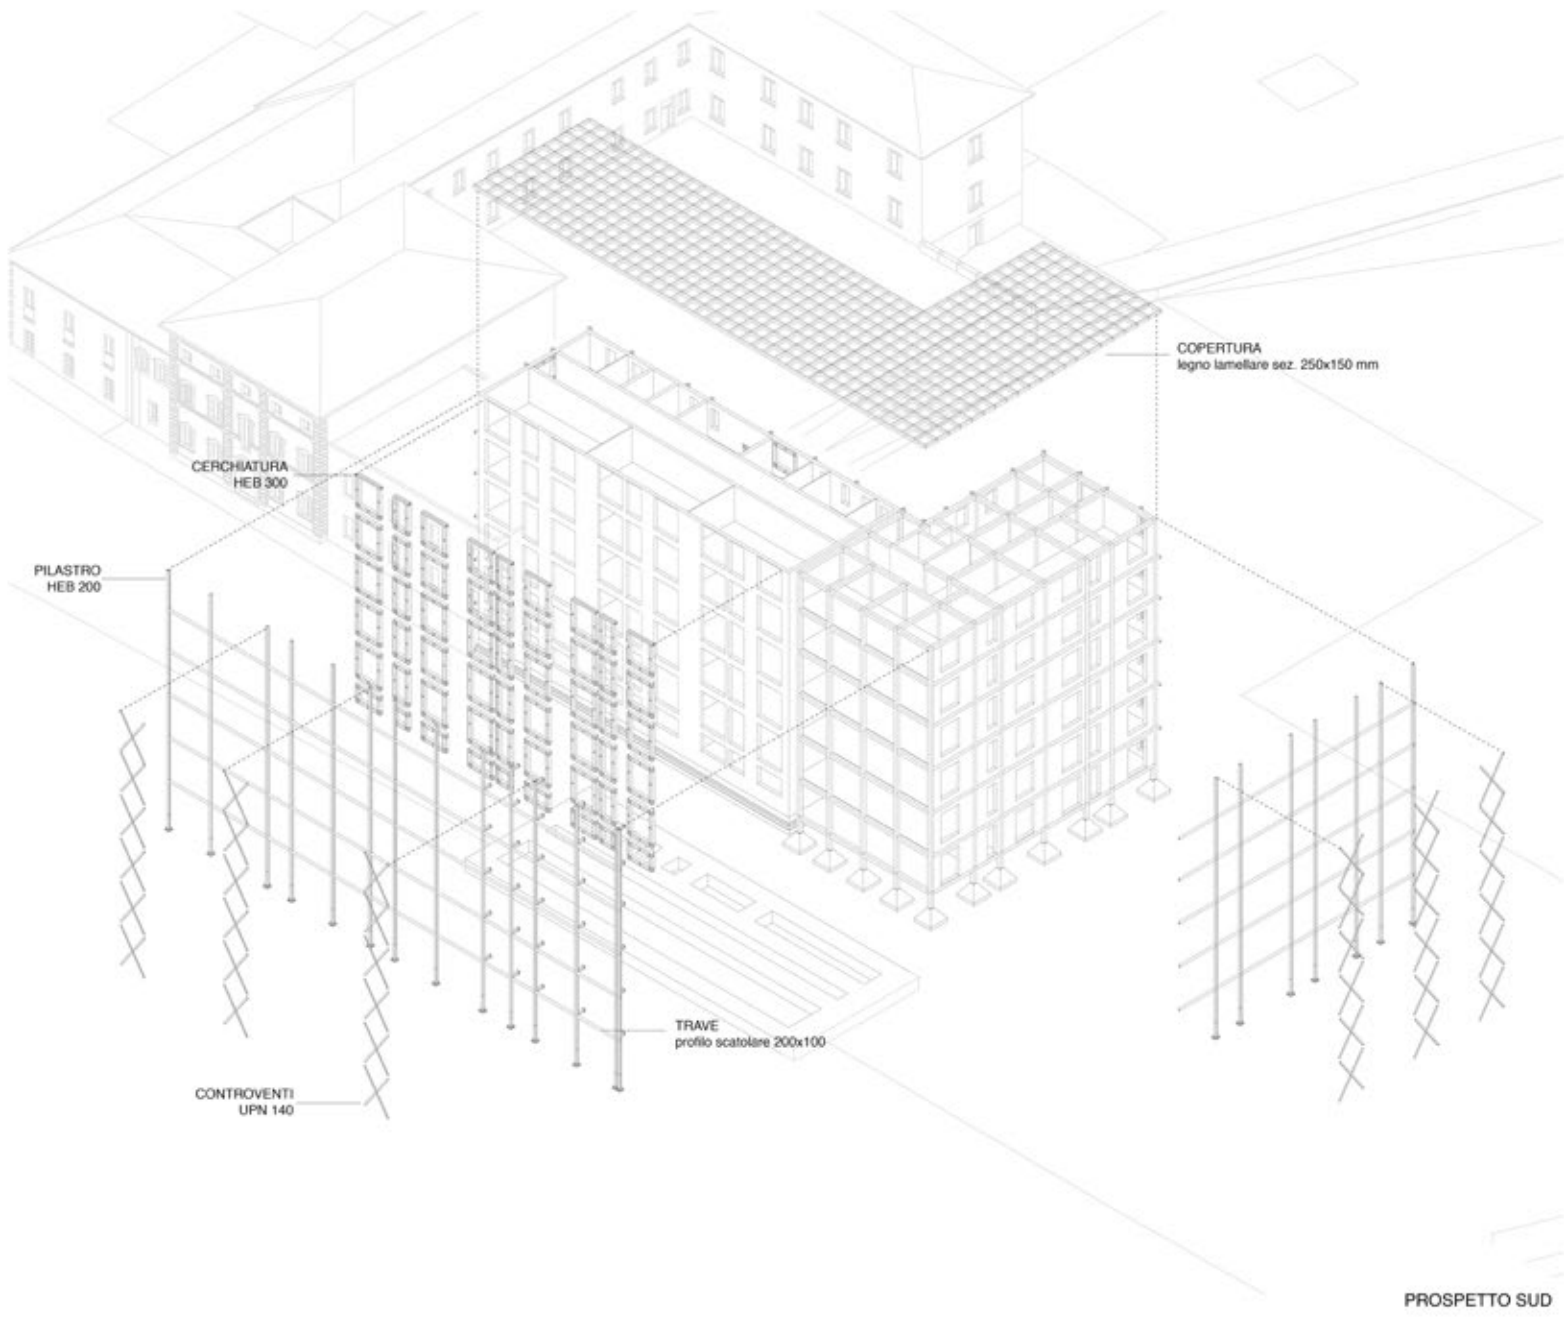 COPERTURA
legno lamellare sez. 250x150 mm
CERCHIATURA
HEB 300
PILASTRO
HEB 200
TRAVE
profilo scatolare 200x100
CONTROVENTI
UPN 140
PROSPETTO SUD